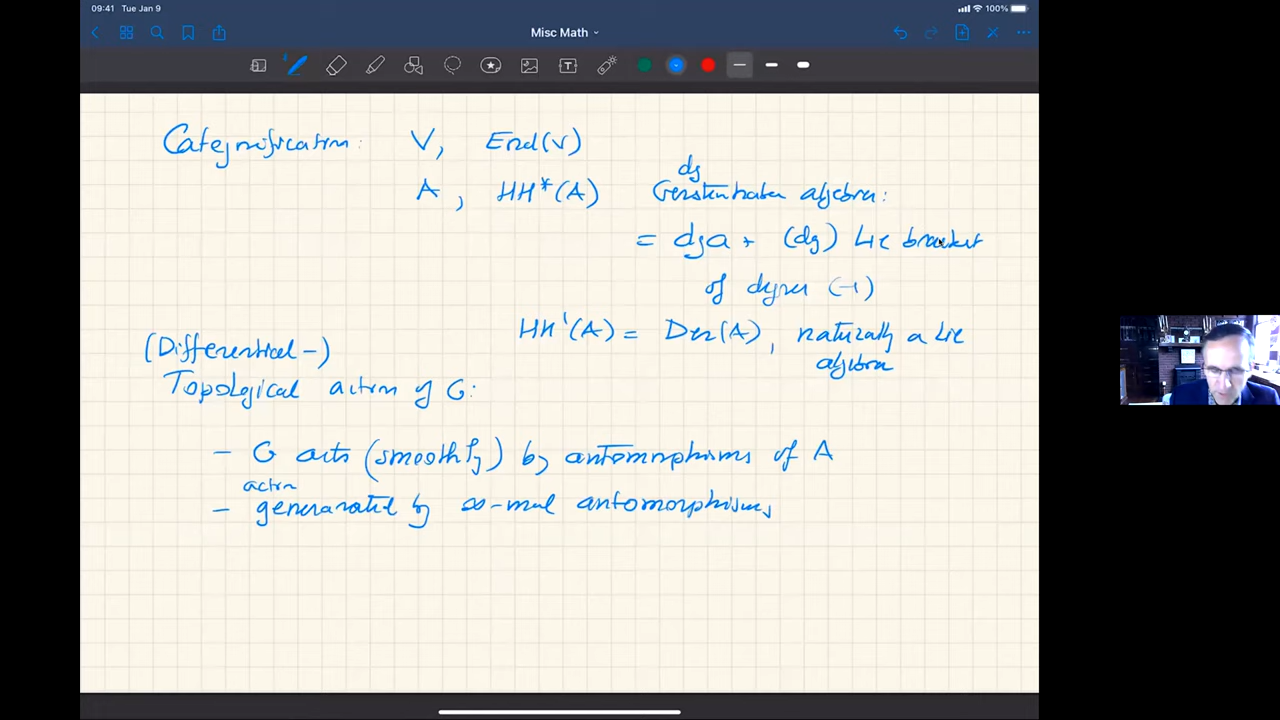 09:41 Tue Jan 9
100%
Misc Math
Categorification: V, End(V)
A, HH*(A)
dg
Gerstenhaber algebra:
= dga + (dg) Lie bracket
of degree (-1)
HH¹(A) = Der(A), naturally a Lie
algebra
(Differential-)
Topological action of G:
- G acts (smoothly) by automorphisms of A
action
- generarated by ∞-mal automorphisms,